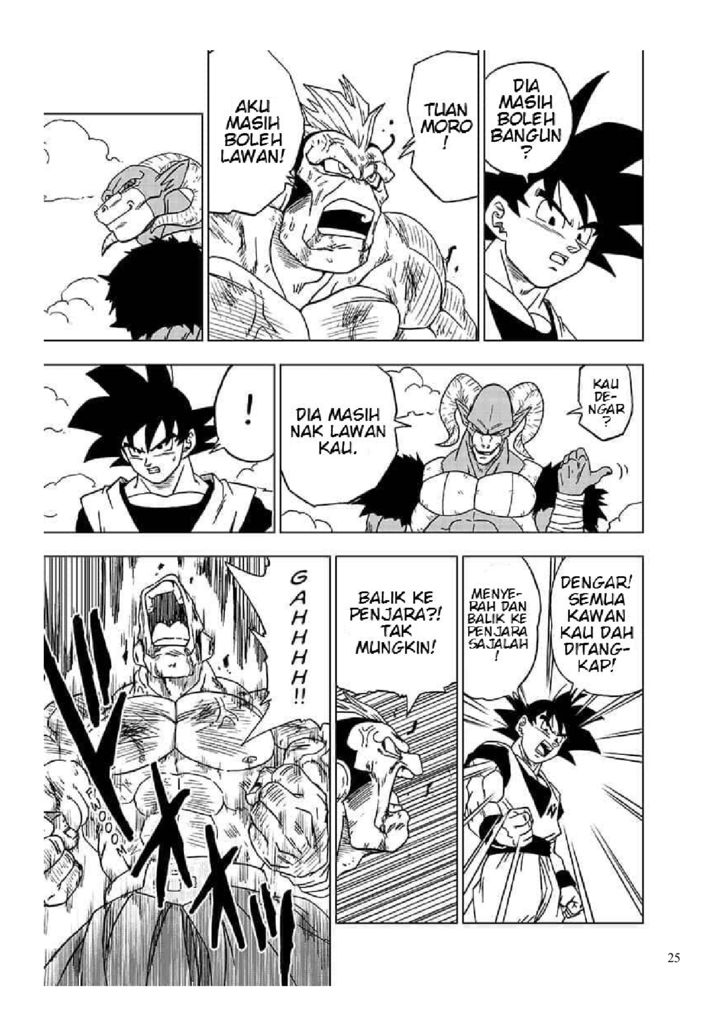 DIA
MASIH
BOLEH
BANGUN
?
TUAN
MORO
!
AKU
MASIH
BOLEH
LAWAN!
KAU
DE-
NGAR
?
DIA MASIH
NAK LAWAN
KAU.
!
DENGAR!
SEMUA
KAWAN
KAU DAH
DITANG-
KAP!
MENYE-
RAH DAN
BALIK KE
PENJARA
SAJALAH
!
BALIK KE
PENJARA?!
TAK
MUNGKIN!
GAHHHH!!
25